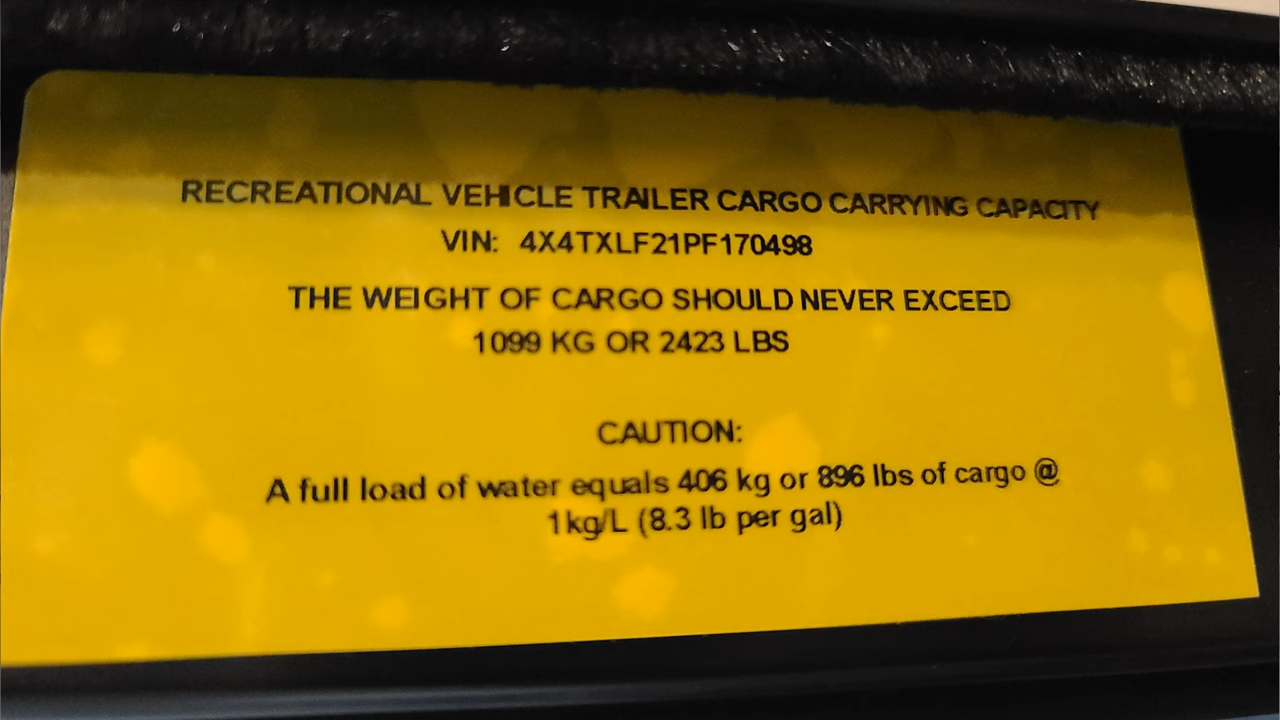 RECREATIONAL VEHICLE TRAILER CARGO CARRYING CAPACITY
VIN: 4X4TXLF21PF170498
THE WEIGHT OF CARGO SHOULD NEVER EXCEED
1099 KG OR 2423 LBS
CAUTION:
A full load of water equals 406 kg or 896 lbs of cargo @
1kg/L (8.3 lb per gal)